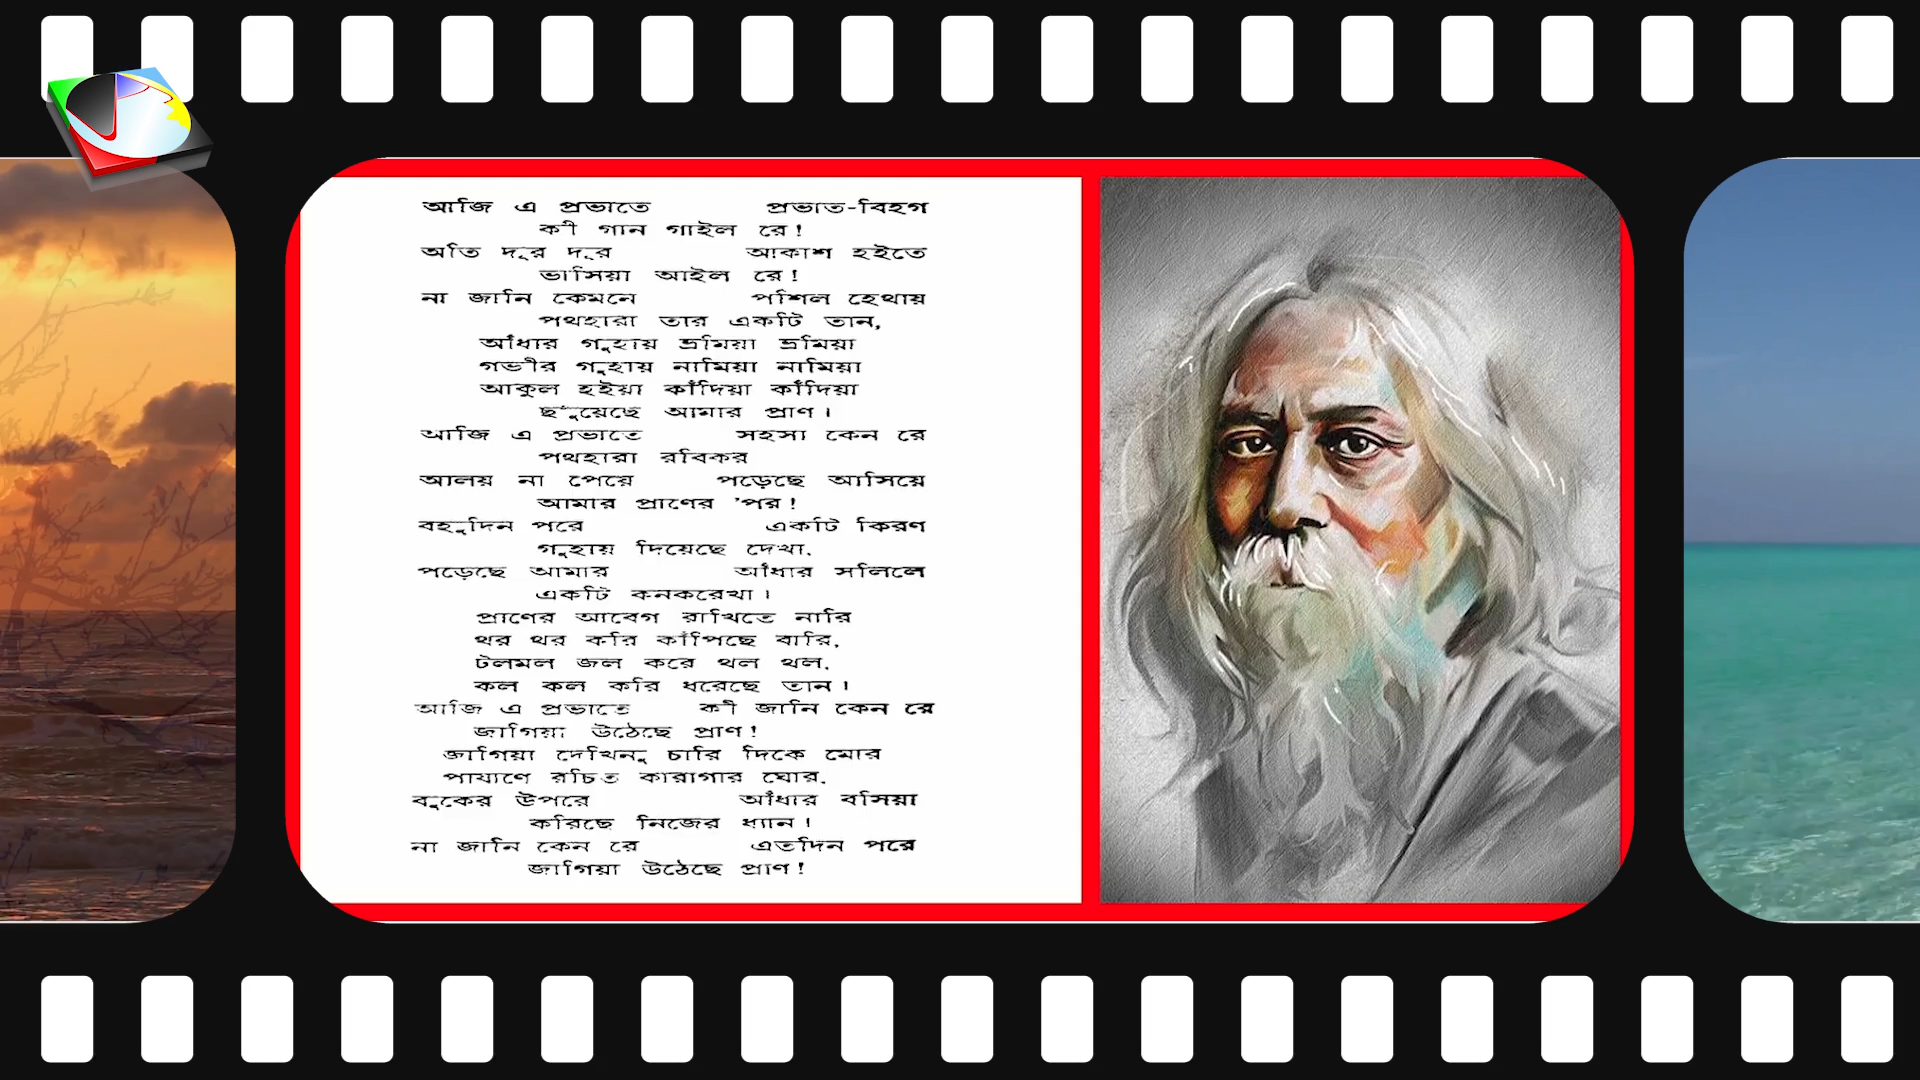 আজি এ প্রভাতে প্রভাত-বিহগ
কী গান গাইল রে!
অতি দূর দূর আকাশ হইতে
ভাসিয়া আইল রে!
না জানি কেমনে পশিল হেথায়
পথহারা তার একটি তান,
আঁধার গুহায় ভ্রমিয়া ভ্রমিয়া
গভীর গুহায় নামিয়া নামিয়া
আকুল হইয়া কাঁদিয়া কাঁদিয়া
ছুঁয়েছে আমার প্রাণ।
আজি এ প্রভাতে সহসা কেন রে
পথহারা রবিকর
আলয় না পেয়ে পড়েছে আসিয়ে
আমার প্রাণের 'পর!
বহুদিন পরে একটি কিরণ
গুহায় দিয়েছে দেখা,
পড়েছে আমার আঁধার সলিলে
একটি কনকরেখা।
প্রাণের আবেগ রাখিতে নারি
থর থর করি কাঁপিছে বারি,
টলমল জল করে থল থল,
কল কল করি ধরেছে তান।
আজি এ প্রভাতে কী জানি কেন রে
জাগিয়া উঠেছে প্রাণ!
জাগিয়া দেখিনু চারি দিকে মোর
পাষাণে রচিত কারাগার ঘোর,
বুকের উপরে আঁধার বসিয়া
করিছে নিজের ধ্যান।
না জানি কেন রে এতদিন পরে
জাগিয়া উঠেছে প্রাণ!